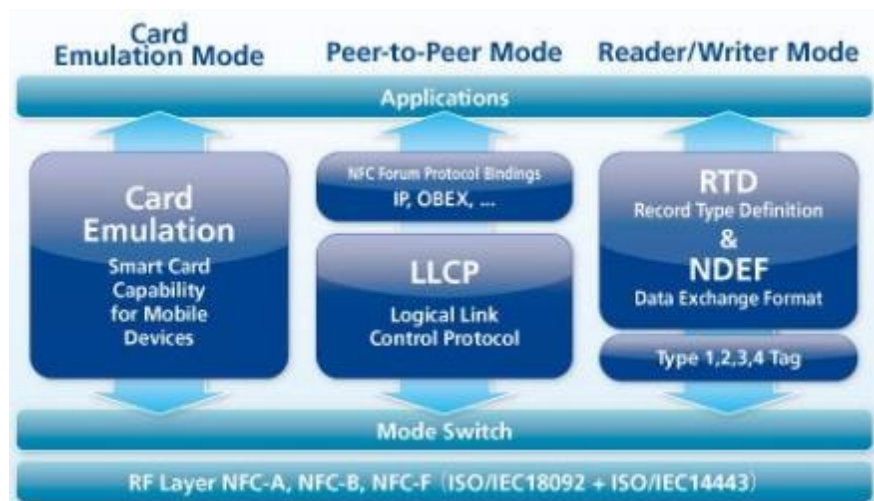 Card
Emulation Mode
Peer-to-Peer Mode
Reader/Writer Mode
Applications
Card
Emulation
Smart Card
Capability
for Mobile
Devices
NFC Forum Protocol Bindings
IP, OBEX, ...
LLCP
Logical Link
Control Protocol
RTD
Record Type Definition
&
NDEF
Data Exchange Format
Type 1,2,3,4 Tag
Mode Switch
RF Layer NFC-A, NFC-B, NFC-F (ISO/IEC18092 + ISO/IEC14443)